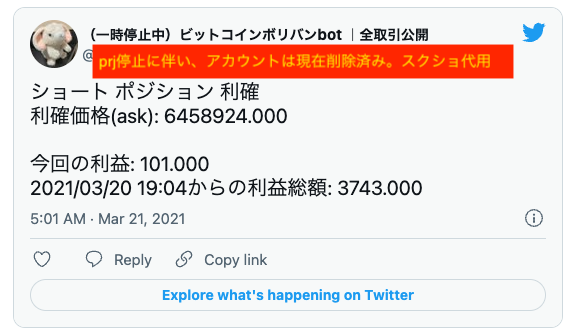 （一時停止中）ビットコインボリバンbot ｜全取引公開
@
prj停止に伴い、アカウントは現在削除済み。スクショ代用
ショート ポジション 利確
利確価格(ask): 6458924.000
今回の利益: 101.000
2021/03/20 19:04からの利益総額: 3743.000
5:01 AM · Mar 21, 2021
Reply
Copy link
Explore what's happening on Twitter